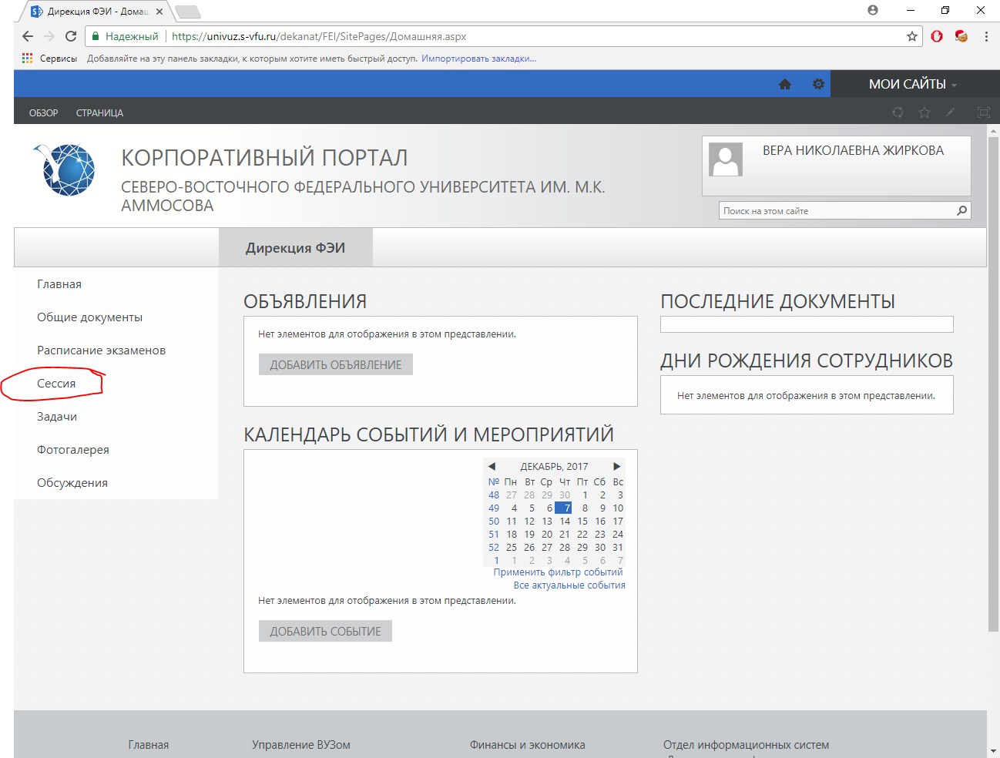 Дирекция ФЭИ - Домаш
Надежный
https://univuz.s-vfu.ru/dekanat/FEI/SitePages/Домашняя.aspx
Сервисы Добавляйте на эту панель закладки, к которым хотите иметь быстрый доступ. Импортировать закладки...
МОИ САЙТЫ
ОБЗОР СТРАНИЦА
КОРПОРАТИВНЫЙ ПОРТАЛ
СЕВЕРО-ВОСТОЧНОГО ФЕДЕРАЛЬНОГО УНИВЕРСИТЕТА ИМ. М.К.
АММОСОВА
ВЕРА НИКОЛАЕВНА ЖИРКОВА
Поиск на этом сайте
Дирекция ФЭИ
Главная
Общие документы
Расписание экзаменов
Сессия
Задачи
Фотогалерея
Обсуждения
ОБЪЯВЛЕНИЯ
Нет элементов для отображения в этом представлении.
ДОБАВИТЬ ОБЪЯВЛЕНИЕ
КАЛЕНДАРЬ СОБЫТИЙ И МЕРОПРИЯТИЙ
ДЕКАБРЬ, 2017
№ Пн Вт Ср Чт Пт Сб Вс
48 27 28 29 30 1 2 3
49 4 5 6 7 8 9 10
50 11 12 13 14 15 16 17
51 18 19 20 21 22 23 24
52 25 26 27 28 29 30 31
1 1 2 3 4 5 6 7
Применить фильтр событий
Все актуальные события
Нет элементов для отображения в этом представлении.
ДОБАВИТЬ СОБЫТИЕ
ПОСЛЕДНИЕ ДОКУМЕНТЫ
ДНИ РОЖДЕНИЯ СОТРУДНИКОВ
Нет элементов для отображения в этом представлении.
Главная Управление ВУЗом Финансы и экономика Отдел информационных систем